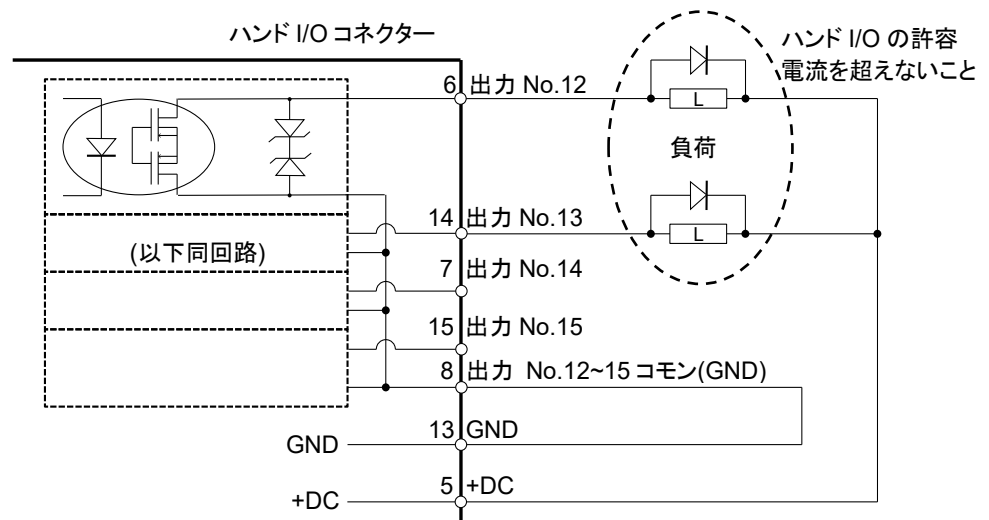 ハンド I/O コネクター
ハンド I/O の許容
電流を超えないこと
6 出力 No.12
L
負荷
14 出力 No.13
L
(以下同回路)
7 出力 No.14
15 出力 No.15
8 出力 No.12~15 コモン(GND)
GND 13 GND
+DC 5 +DC